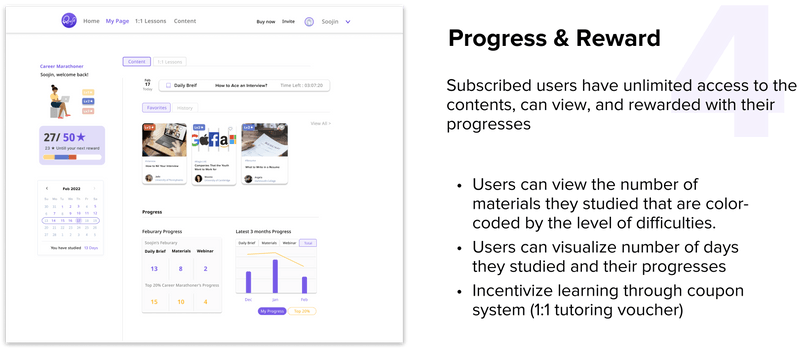 Home My Page 1:1 Lessons Content Buy now Invite Soojin
Career Marathoner
Soojin, welcome back!
27/ 50
23 ★ Until your next reward
Feb 2022
You have studied 13 Days
Content 1:1 Lessons
Feb.
17
Today
Daily Breif How to Ace an Interview? Time Left : 03:07:20
Favorites History
View All >
How to Be Your Interview
Companies That You Want to Work for
What to Write in a Resume
Progress
Feburary Progress
Soojin's Feburary
Daily Breif Materials Webinar
13 8 2
Top 20% Career Marathoner's Progress
15 10 4
Latest 3 months Progress
Daily Breif Materials Webinar Total
Dec Jan Feb
My Progress Top 20%
4
Progress & Reward
Subscribed users have unlimited access to the
contents, can view, and rewarded with their
progresses
• Users can view the number of
materials they studied that are color-
coded by the level of difficulties.
• Users can visualize number of days
they studied and their progresses
• Incentivize learning through coupon
system (1:1 tutoring voucher)